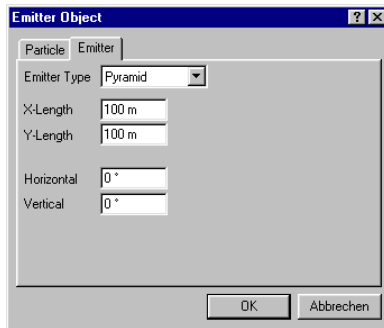 Emitter Object
Particle Emitter
Emitter Type Pyramid
X-Length 100 m
Y-Length 100 m
Horizontal 0 °
Vertical 0 °
OK Abbrechen